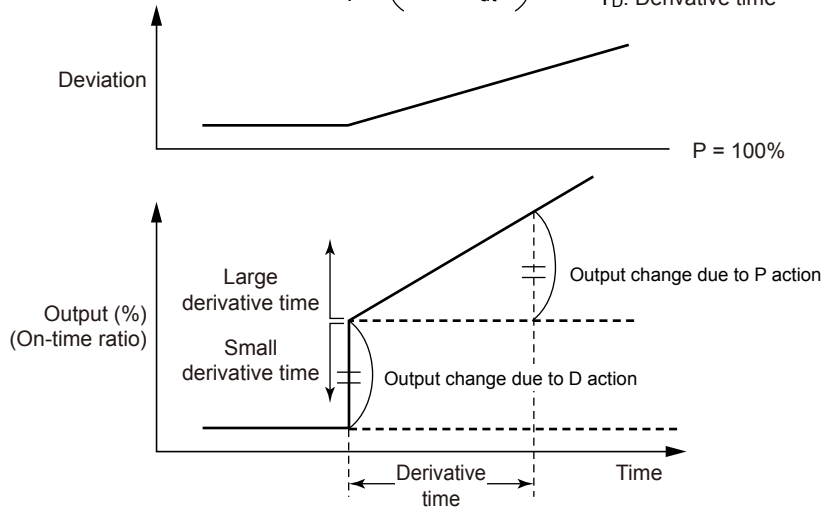 T_D: Derivative time
Deviation
P = 100%
Large
derivative time
Output change due to P action
Output (%)
(On-time ratio)
Small
derivative time
Output change due to D action
Derivative
time
Time